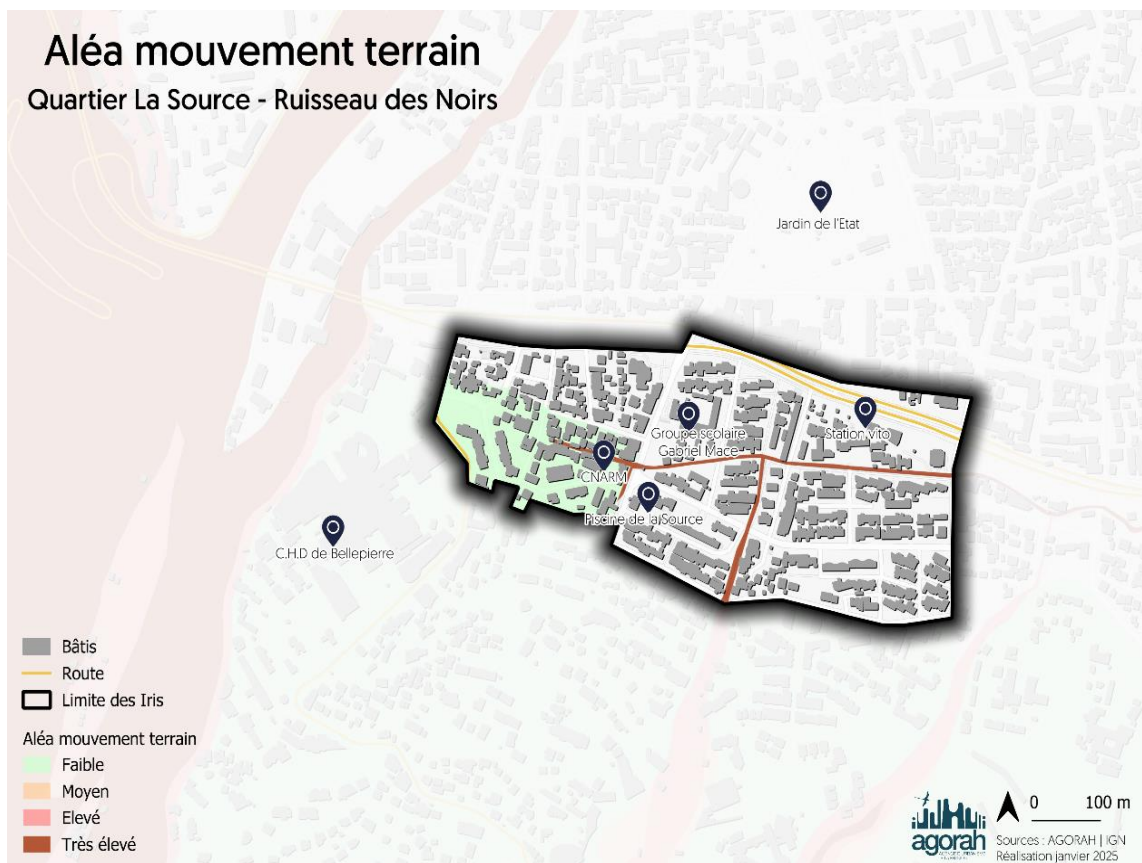 Aléa mouvement terrain
Quartier La Source - Ruisseau des Noirs
Jardin de l'Etat
Station vito
Groupe scolaire
Gabriel Mace
CNARM
Piscine de la Source
C.H.D de Bellepierre
Bâtis
Route
Limite des Iris
Aléa mouvement terrain
Faible
Moyen
Elevé
Très élevé
0 100 m
agorah
Sources : AGORAH | IGN
Réalisation janvier 2025